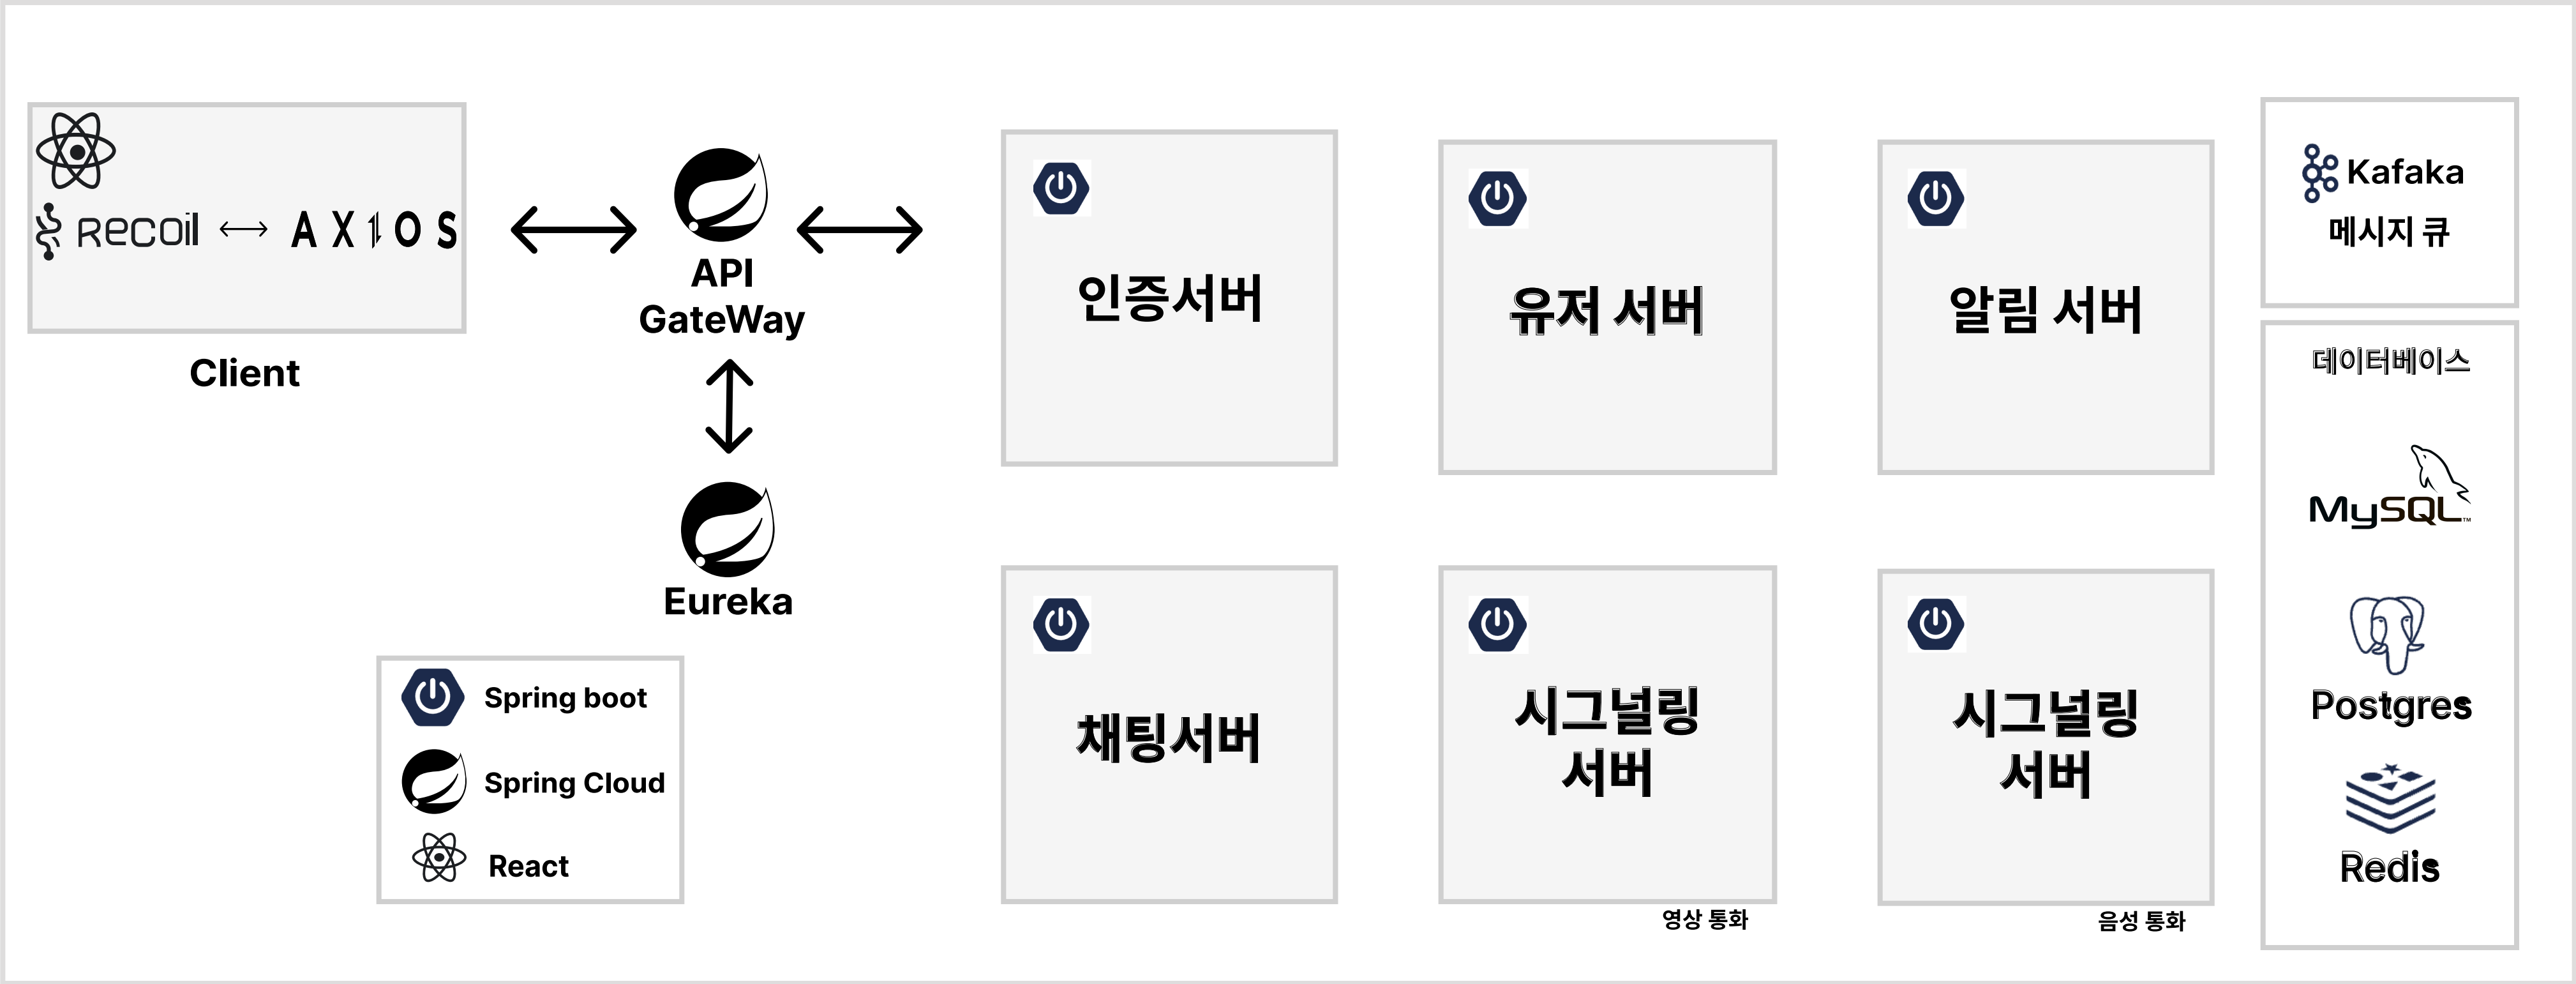 RECOIL
AXIOS
Client
API
GateWay
Eureka
Spring boot
Spring Cloud
React
인증서버
유저 서버
알림 서버
채팅서버
시그널링
서버
영상 통화
시그널링
서버
음성 통화
Kafaka
메시지 큐
데이터베이스
MySQL™
Postgres
Redis